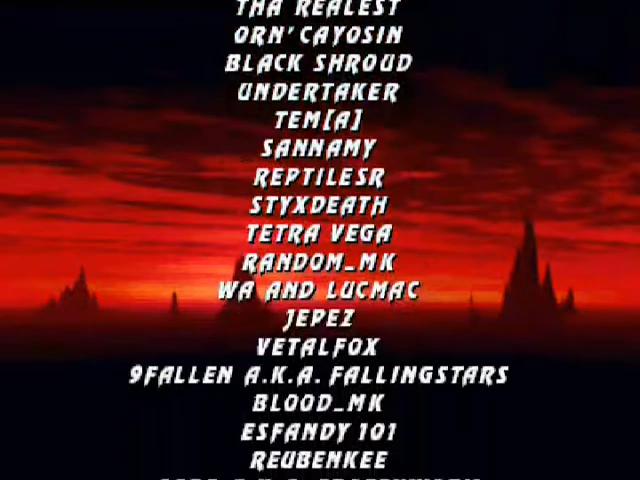 THA REALEST
ORN'CAYOSIN
BLACK SHROUD
UNDERTAKER
TEM[A]
SANNAMY
REPTILESR
STYXDEATH
TETRA VEGA
RANDOM_MK
WA AND LUCMAC
JEPEZ
VETALFOX
9FALLEN A.K.A. FALLINGSTARS
BLOOD_MK
ESFANDY 101
REUBENKEE